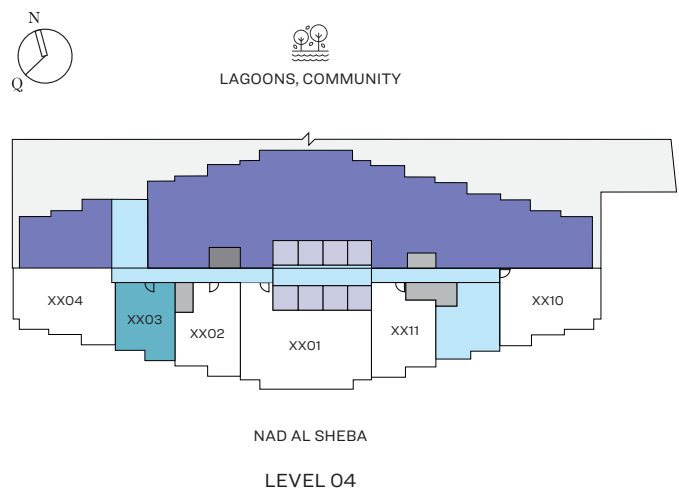 N
Q
LAGOONS, COMMUNITY
XX04
XX03
XX02
XX01
XX11
XX10
NAD AL SHEBA
LEVEL 04